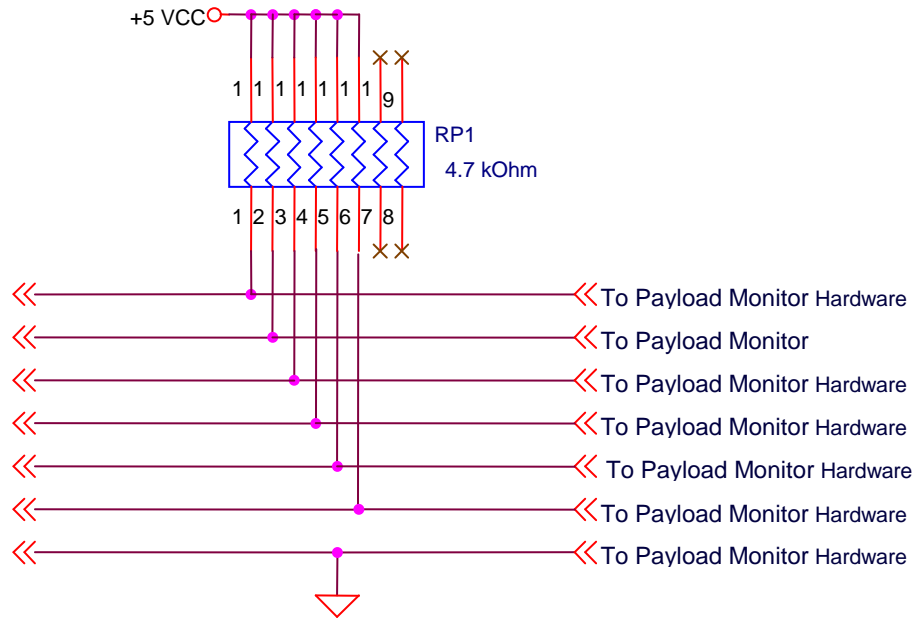 +5 VCC
1 1 1 1 1 1 9
RP1
4.7 kOhm
1 2 3 4 5 6 7 8
To Payload Monitor Hardware
To Payload Monitor
To Payload Monitor Hardware
To Payload Monitor Hardware
To Payload Monitor Hardware
To Payload Monitor Hardware
To Payload Monitor Hardware